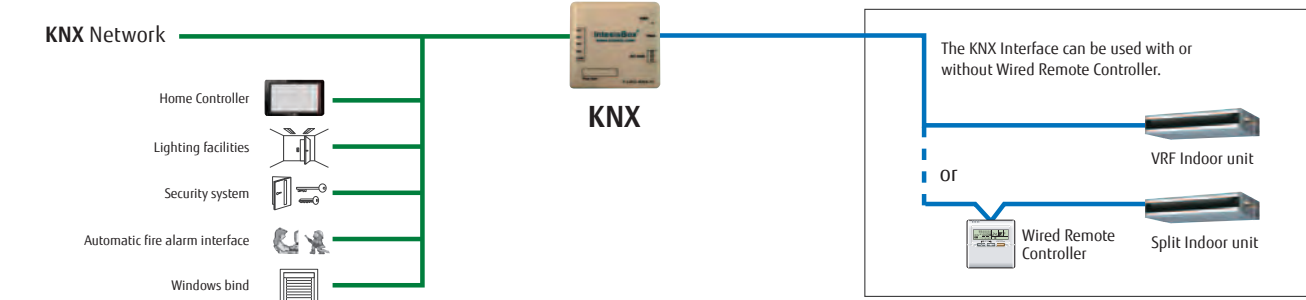 KNX Network
Home Controller
Lighting facilities
Security system
Automatic fire alarm interface
Windows bind
IntesisBox
KNX
The KNX Interface can be used with or
without Wired Remote Controller.
VRF Indoor unit
or
Wired Remote
Controller
Split Indoor unit